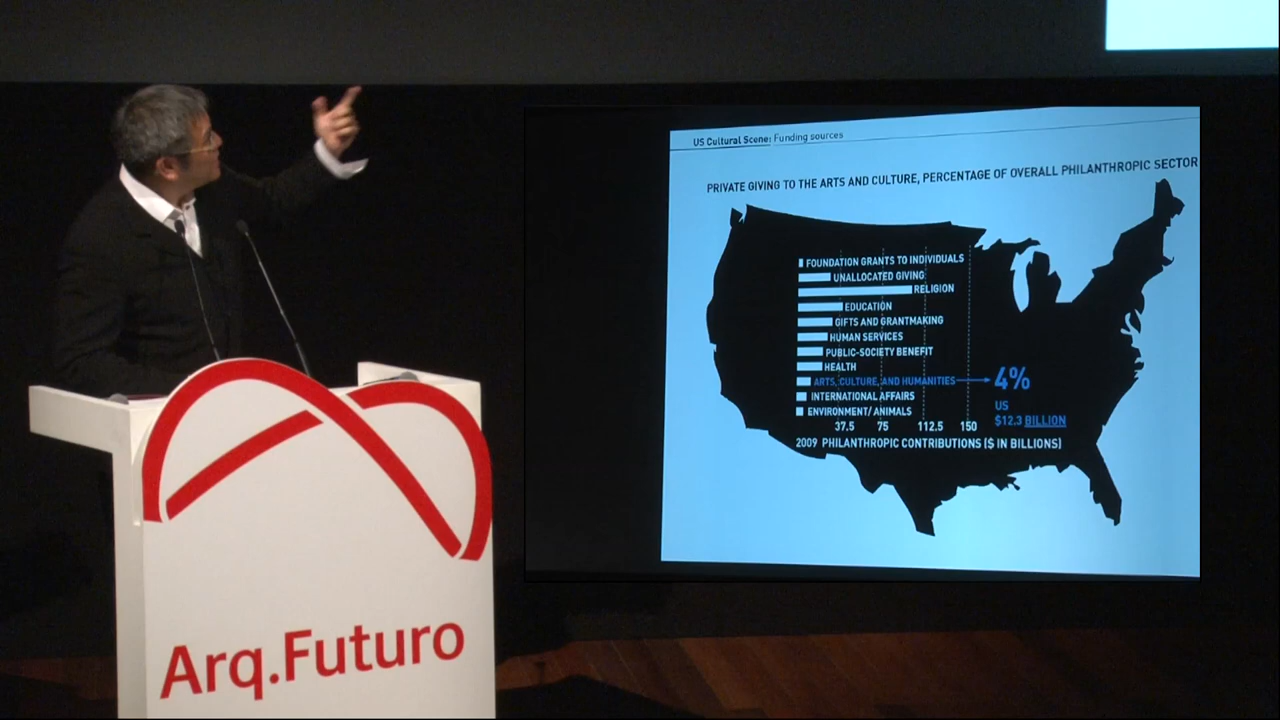 US Cultural Scene: Funding sources
PRIVATE GIVING TO THE ARTS AND CULTURE, PERCENTAGE OF OVERALL PHILANTHROPIC SECTOR
FOUNDATION GRANTS TO INDIVIDUALS
UNALLOCATED GIVING
RELIGION
EDUCATION
GIFTS AND GRANTMAKING
HUMAN SERVICES
PUBLIC-SOCIETY BENEFIT
HEALTH
ARTS, CULTURE, AND HUMANITIES
4%
INTERNATIONAL AFFAIRS
US
ENVIRONMENT/ANIMALS
$12.3 BILLION
37.5 75 112.5 150
2009 PHILANTHROPIC CONTRIBUTIONS ($ IN BILLIONS)
Arq.Futuro